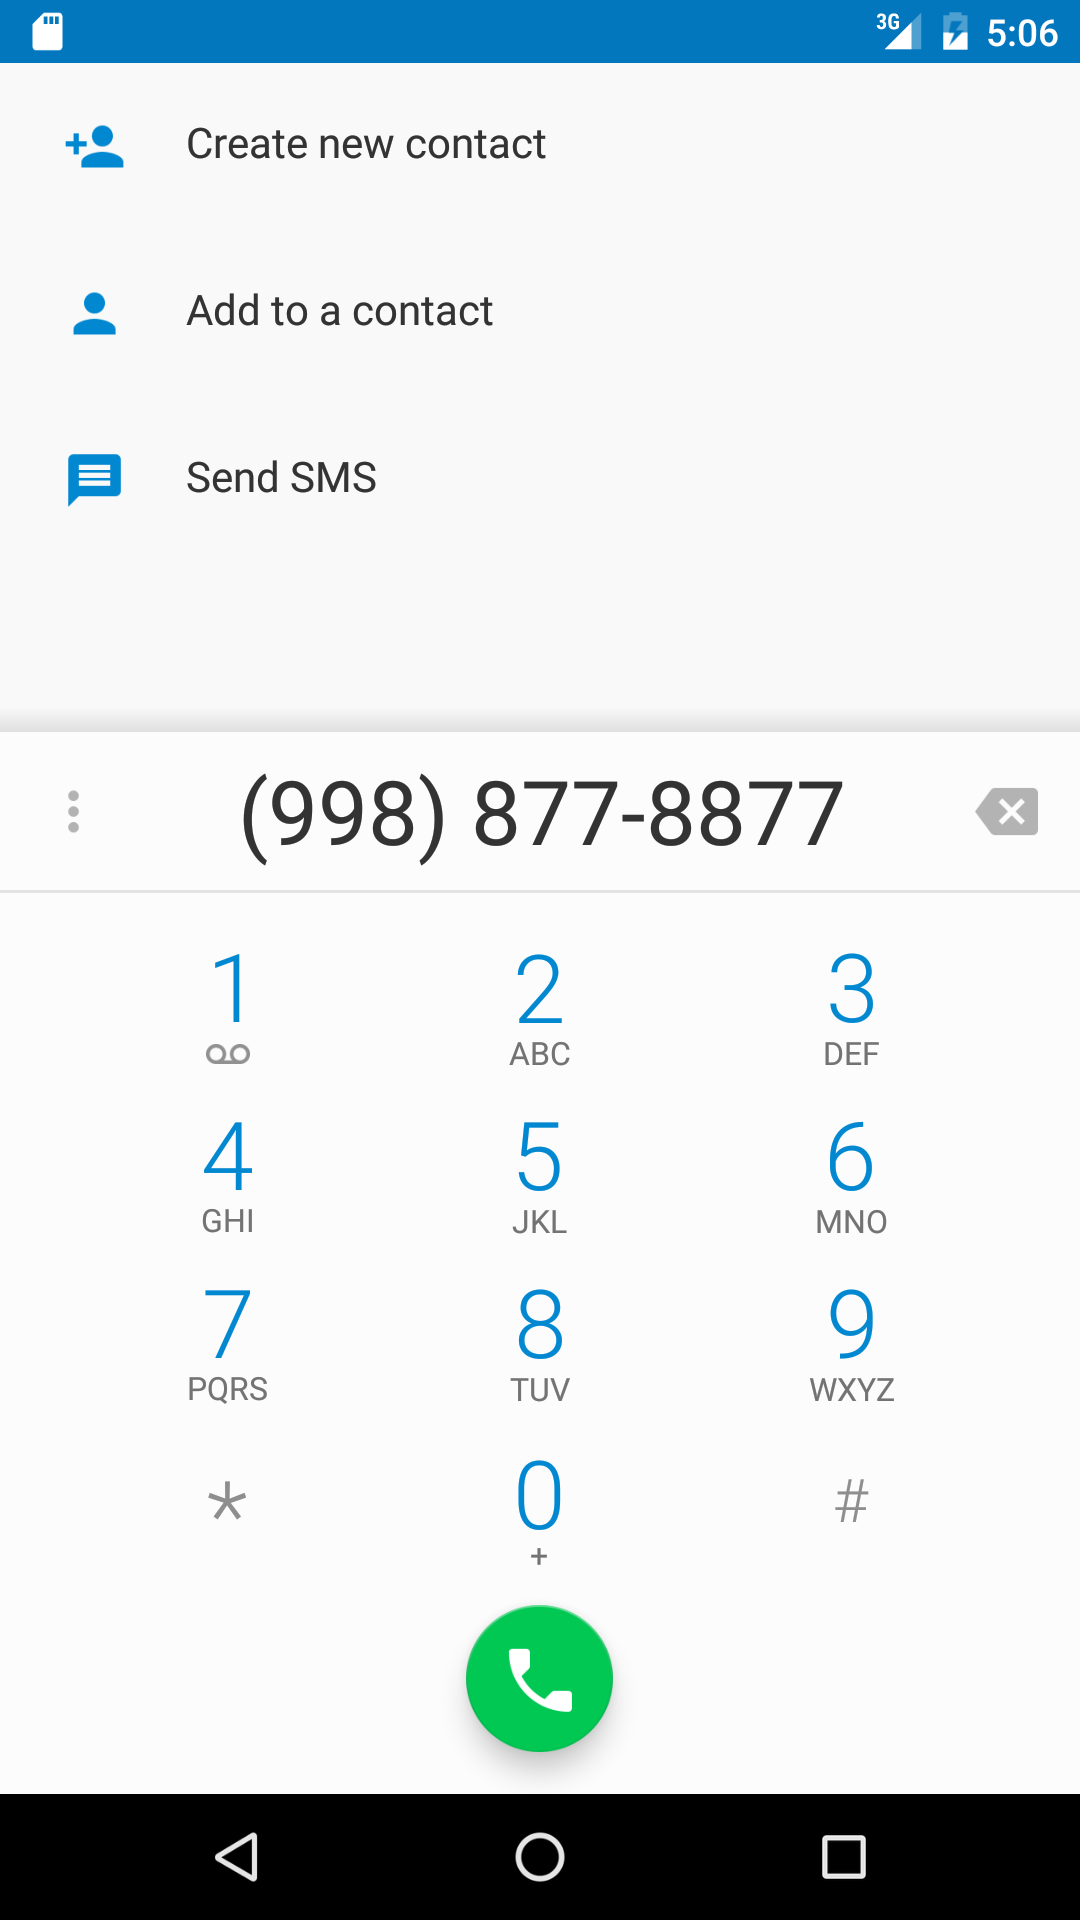 3G 5:06
Create new contact
Add to a contact
Send SMS
(998) 877-8877
1 2 3
ABC DEF
4 5 6
GHI JKL MNO
7 8 9
PQRS TUV WXYZ
* 0 #
+